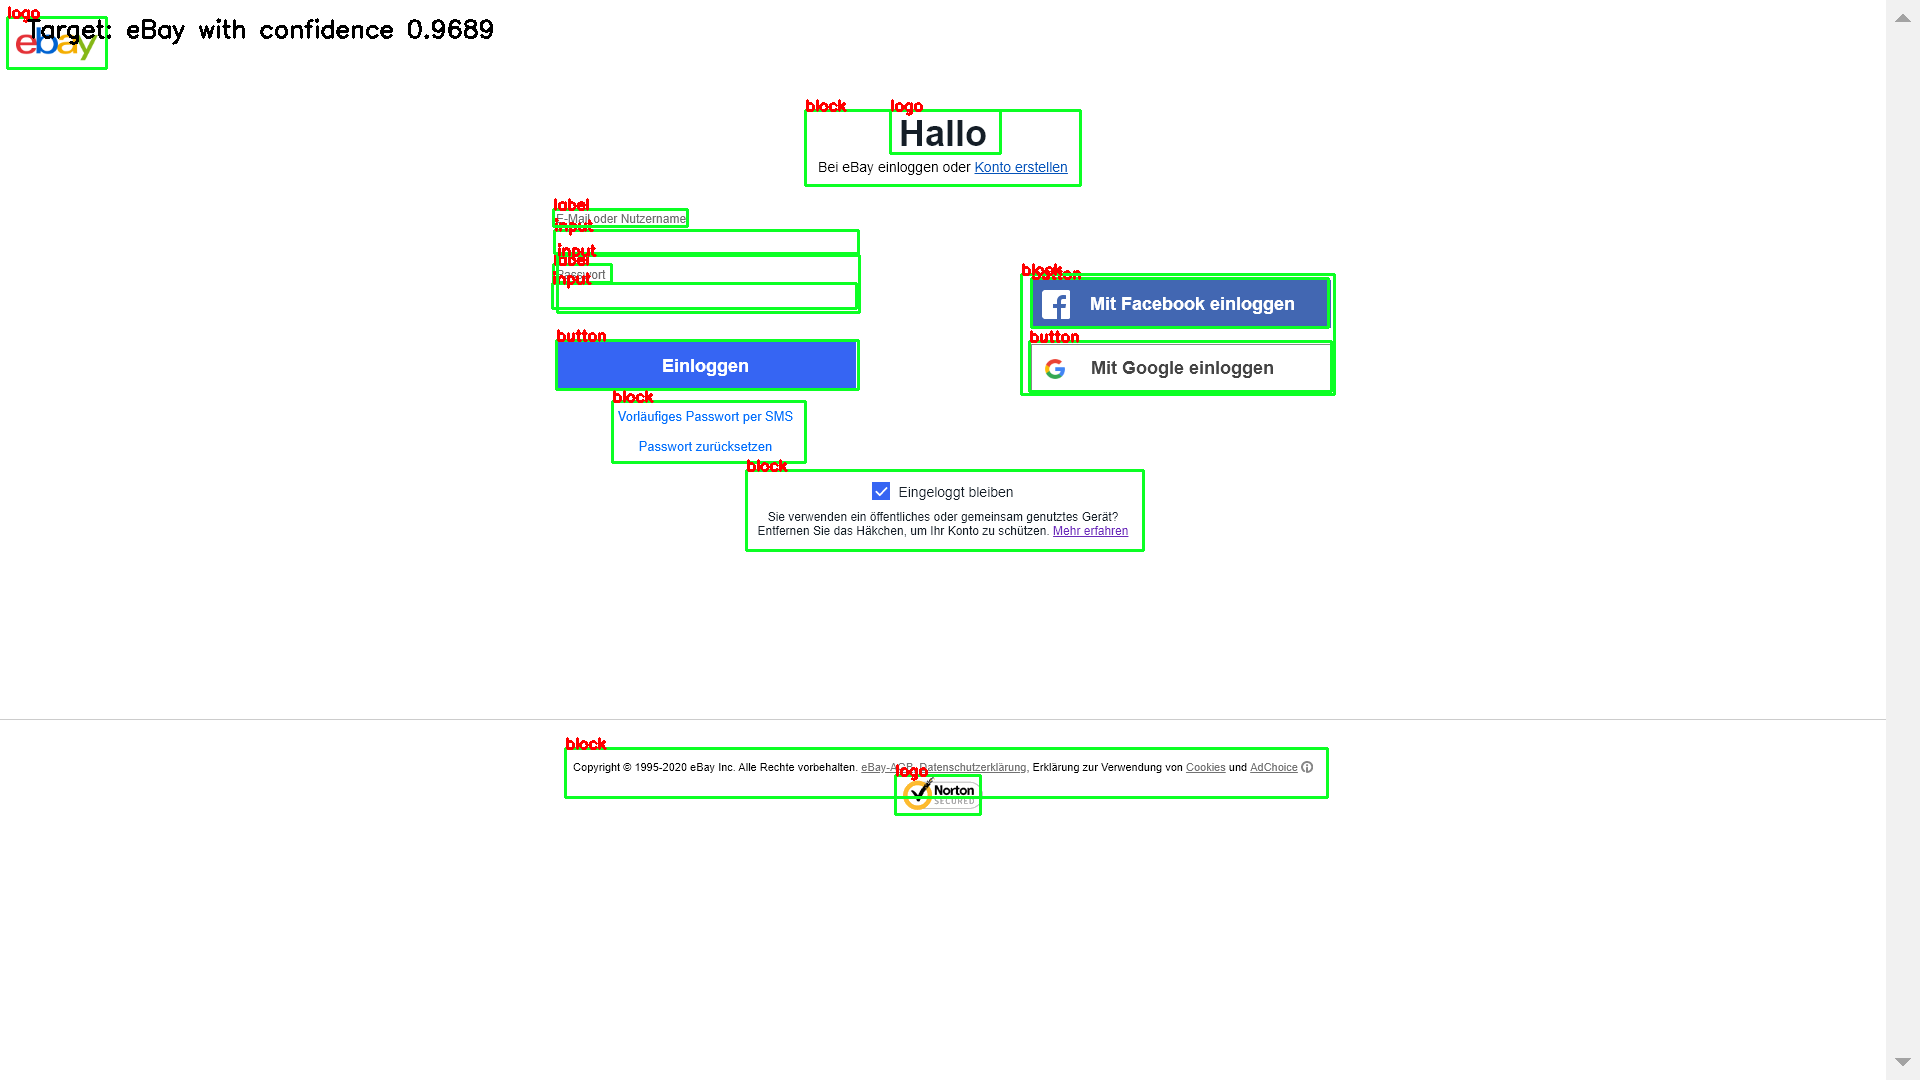 logo
Target: eBay with confidence 0.9689
ebay
block
logo
Hallo
Bei eBay einloggen oder Konto erstellen
label
E-Mail oder Nutzername
input
input
label
Passwort
input
block
button
Mit Facebook einloggen
button
Einloggen
button
Mit Google einloggen
block
Vorläufiges Passwort per SMS
Passwort zurücksetzen
block
Eingeloggt bleiben
Sie verwenden ein öffentliches oder gemeinsam genutztes Gerät?
Entfernen Sie das Häkchen, um Ihr Konto zu schützen. Mehr erfahren
block
Copyright © 1995-2020 eBay Inc. Alle Rechte vorbehalten. eBay-AGB, Datenschutzerklärung, Erklärung zur Verwendung von Cookies und AdChoice
logo
Norton
SECURED